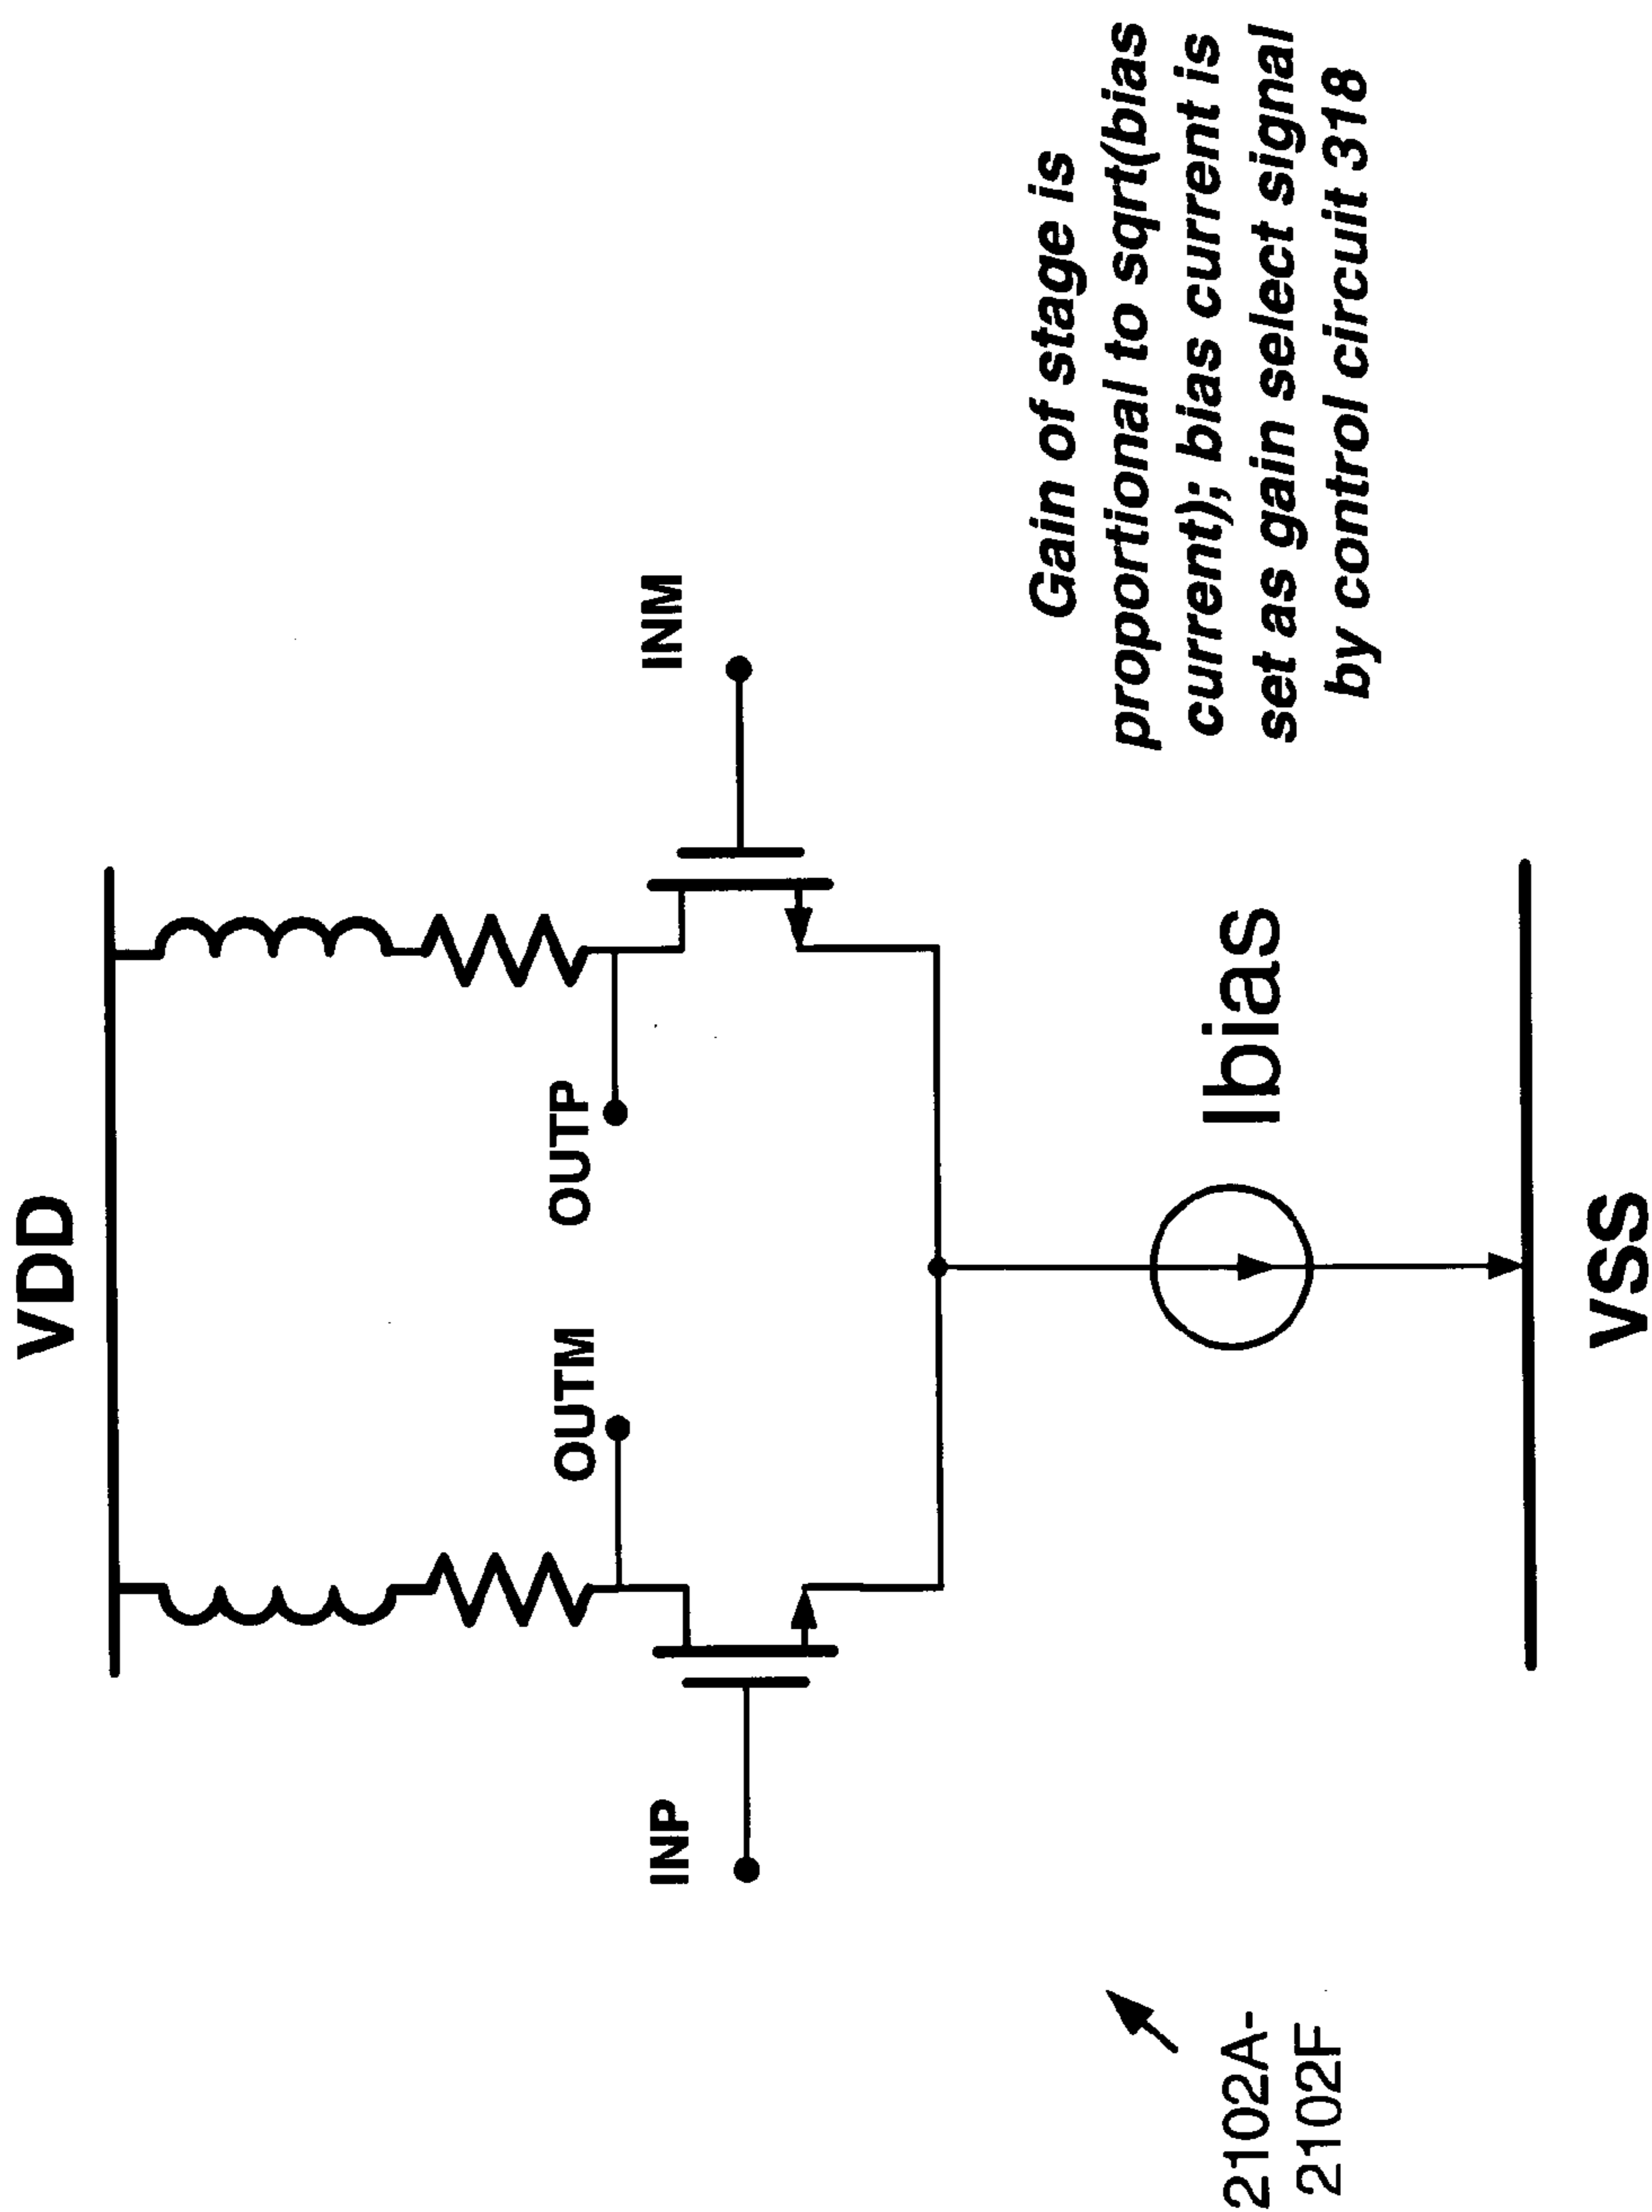 VDD
OUTM
OUTP
INP
INM
Gain of stage is
proportional to sqrt(bias
current); bias current is
set as gain select signal
by control circuit 318
Ibias
2102A-
2102F
VSS